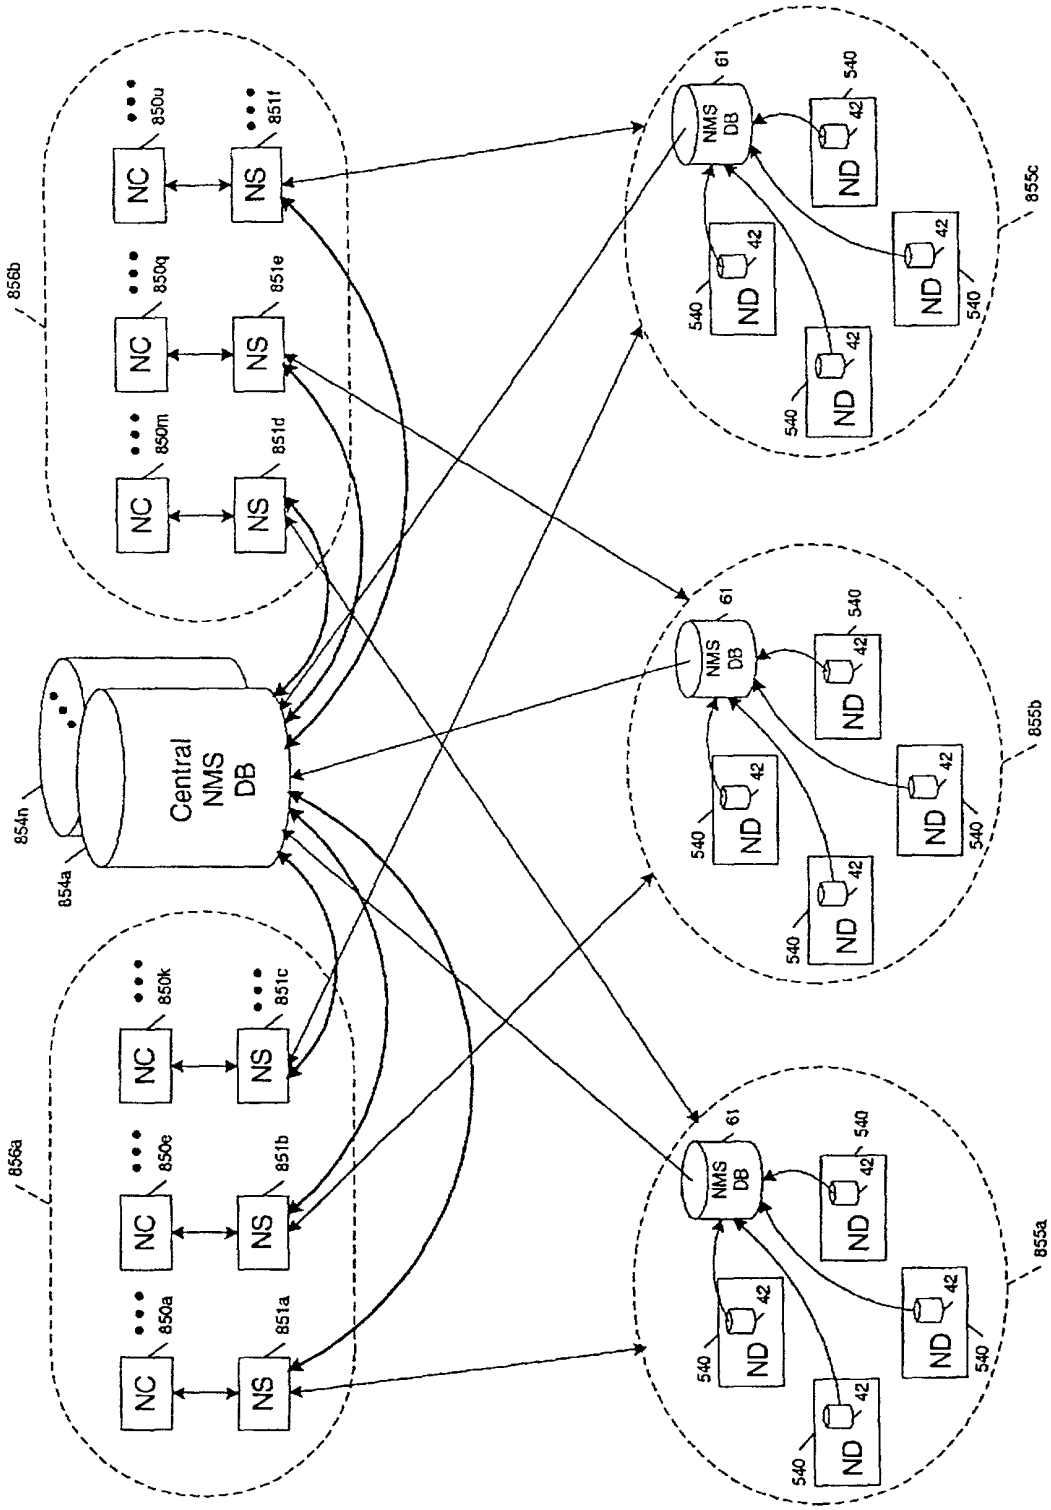 856a
NC
850a
•••
NC
850e
•••
NC
850k
•••
NS
851a
NS
851b
NS
851c
•••
854n
854a
•••
Central
NMS
DB
856b
NC
850m
•••
NC
850q
•••
NC
850u
•••
NS
851d
NS
851e
NS
851f
•••
61
NMS
DB
540
42
ND
540
42
ND
540
42
ND
540
42
ND
855a
61
NMS
DB
540
42
ND
540
42
ND
540
42
ND
540
42
ND
855b
61
NMS
DB
540
42
ND
540
42
ND
540
42
ND
540
42
ND
855c